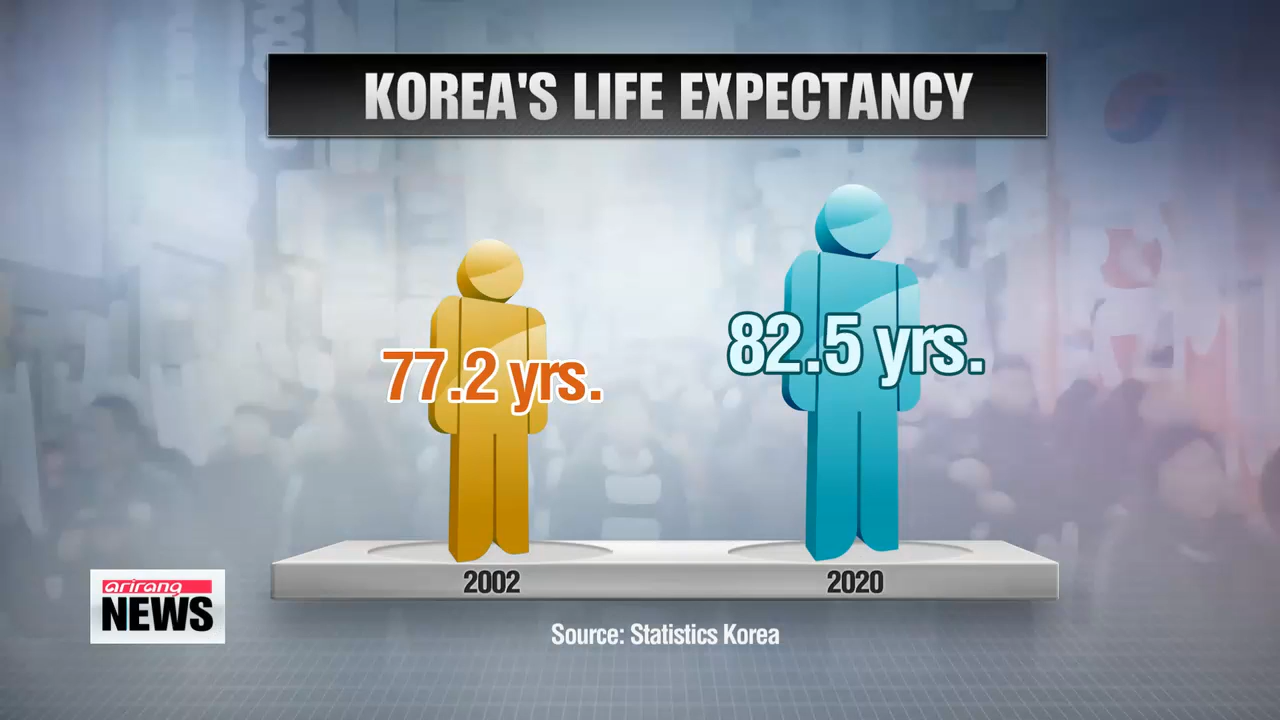 KOREA'S LIFE EXPECTANCY
77.2 yrs.
82.5 yrs.
2002
2020
arirang
NEWS
Source: Statistics Korea